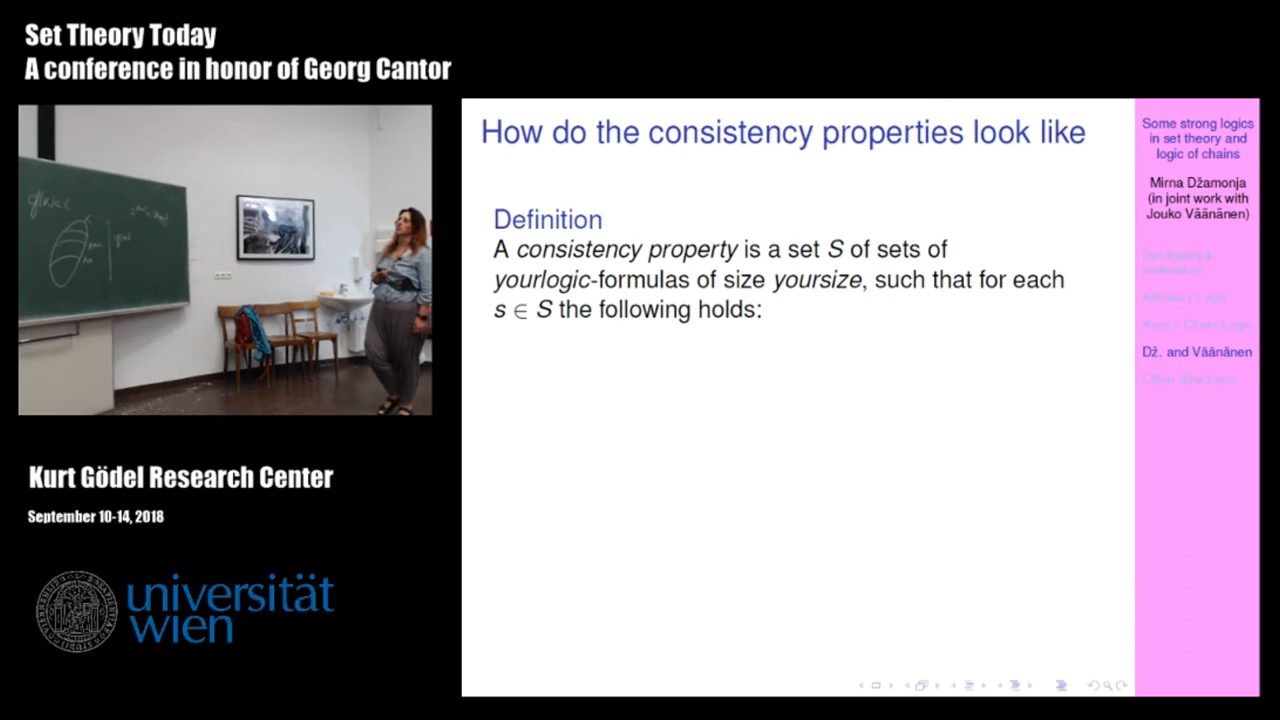 Set Theory Today
A conference in honor of Georg Cantor
How do the consistency properties look like
Definition
A consistency property is a set S of sets of
yourlogic-formulas of size yoursize, such that for each
s ∈ S the following holds:
Some strong logics
in set theory and
logic of chains
Mirna Džamonja
(in joint work with
Jouko Väänänen)
Dž. and Väänänen
Other directions
Kurt Gödel Research Center
September 10-14, 2018
universität
wien